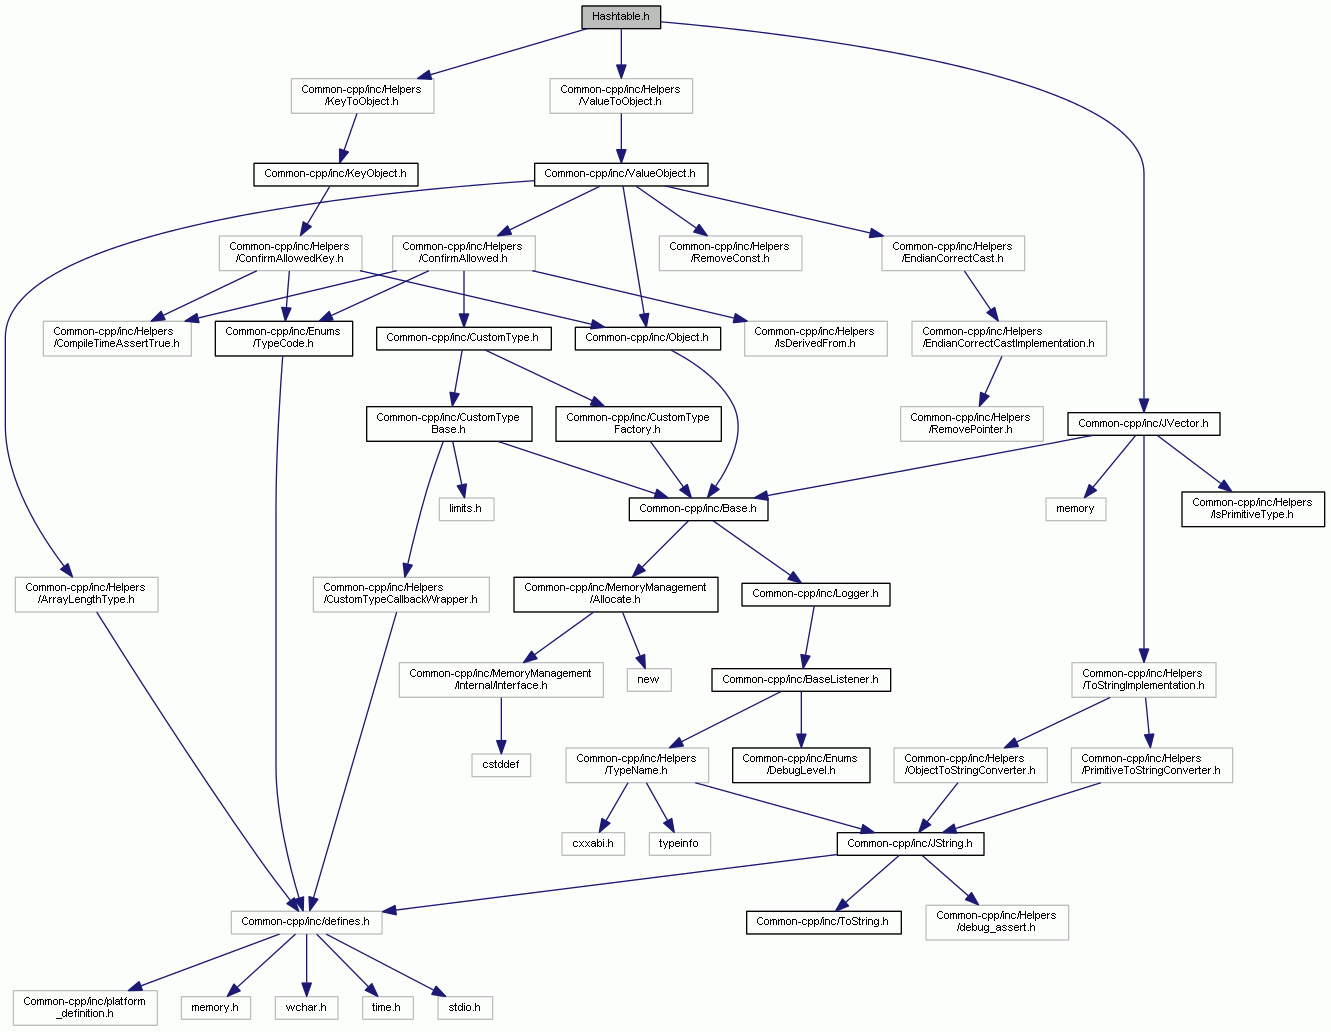 Hashtable.h
Common-cpp/inc/Helpers
/KeyToObject.h
Common-cpp/inc/Helpers
/ValueToObject.h
Common-cpp/inc/KeyObject.h
Common-cpp/inc/ValueObject.h
Common-cpp/inc/Helpers
/ConfirmAllowedKey.h
Common-cpp/inc/Helpers
/ConfirmAllowed.h
Common-cpp/inc/Helpers
/RemoveConst.h
Common-cpp/inc/Helpers
/EndianCorrectCast.h
Common-cpp/inc/Helpers
/CompileTimeAssertTrue.h
Common-cpp/inc/Enums
/TypeCode.h
Common-cpp/inc/CustomType.h
Common-cpp/inc/Object.h
Common-cpp/inc/Helpers
/IsDerivedFrom.h
Common-cpp/inc/Helpers
/EndianCorrectCastImplementation.h
Common-cpp/inc/CustomType
Base.h
Common-cpp/inc/CustomType
Factory.h
Common-cpp/inc/Helpers
/RemovePointer.h
Common-cpp/inc/JVector.h
limits.h
Common-cpp/inc/Base.h
memory
Common-cpp/inc/Helpers
/IsPrimitiveType.h
Common-cpp/inc/Helpers
/ArrayLengthType.h
Common-cpp/inc/Helpers
/CustomTypeCallbackWrapper.h
Common-cpp/inc/MemoryManagement
/Allocate.h
Common-cpp/inc/Logger.h
Common-cpp/inc/MemoryManagement
/Internal/Interface.h
new
Common-cpp/inc/BaseListener.h
Common-cpp/inc/Helpers
/ToStringImplementation.h
cstddef
Common-cpp/inc/Helpers
/TypeName.h
Common-cpp/inc/Enums
/DebugLevel.h
Common-cpp/inc/Helpers
/ObjectToStringConverter.h
Common-cpp/inc/Helpers
/PrimitiveToStringConverter.h
cxxabi.h
typeinfo
Common-cpp/inc/JString.h
Common-cpp/inc/defines.h
Common-cpp/inc/ToString.h
Common-cpp/inc/Helpers
/debug_assert.h
Common-cpp/inc/platform
_definition.h
memory.h
wchar.h
time.h
stdio.h